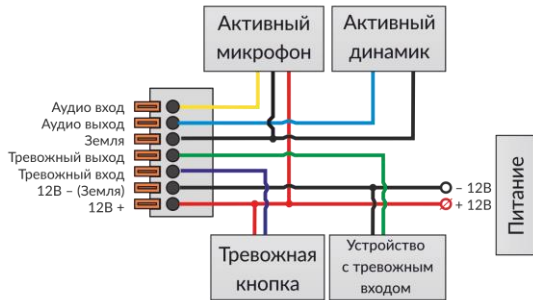 Активный
микрофон
Активный
динамик
Аудио вход
Аудио выход
Земля
Тревожный выход
Тревожный вход
12В – (Земля)
12В +
– 12В
+ 12В
Питание
Тревожная
кнопка
Устройство
с тревожным
входом